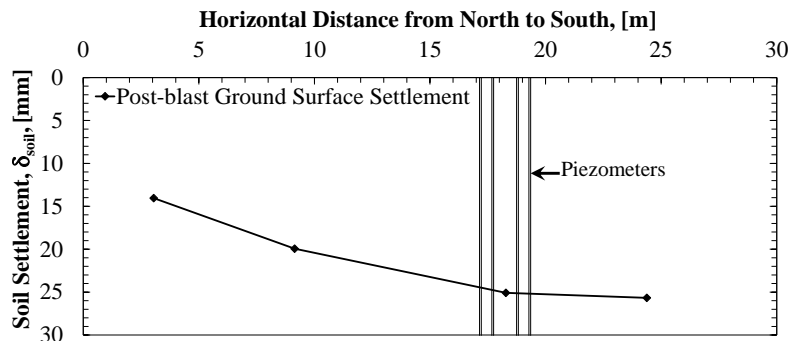 Horizontal Distance from North to South, [m]
0 5 10 15 20 25 30
0
5
10
15
20
25
30
Soil Settlement, δsoil, [mm]
Post-blast Ground Surface Settlement
Piezometers